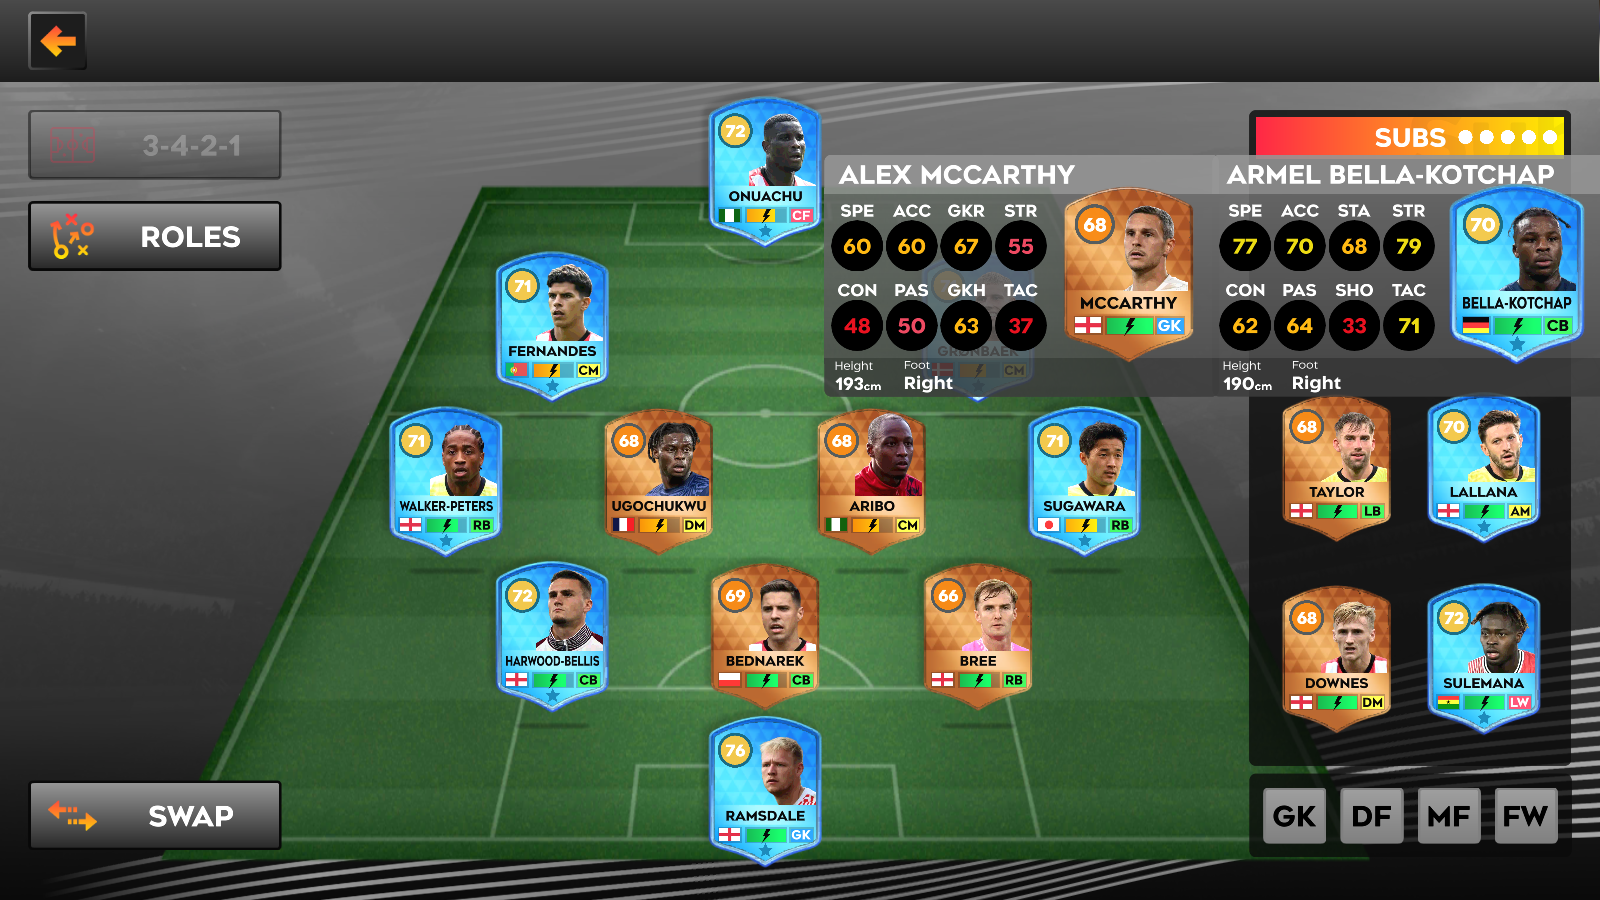 3-4-2-1
ROLES
SWAP
72
ONUACHU
CF
71
FERNANDES
CM
GRONBAEK
CM
71
WALKER-PETERS
RB
68
UGOCHUKWU
DM
68
ARIBO
CM
71
SUGAWARA
RB
72
HARWOOD-BELLIS
CB
69
BEDNAREK
CB
66
BREE
RB
76
RAMSDALE
GK
SUBS
ALEX MCCARTHY
SPE ACC GKR STR
60 60 67 55
CON PAS GKH TAC
48 50 63 37
Height Foot
193cm Right
68
MCCARTHY
GK
ARMEL BELLA-KOTCHAP
SPE ACC STA STR
77 70 68 79
CON PAS SHO TAC
62 64 33 71
Height Foot
190cm Right
70
BELLA-KOTCHAP
CB
68
TAYLOR
LB
70
LALLANA
AM
68
DOWNES
DM
72
SULEMANA
LW
GK DF MF FW